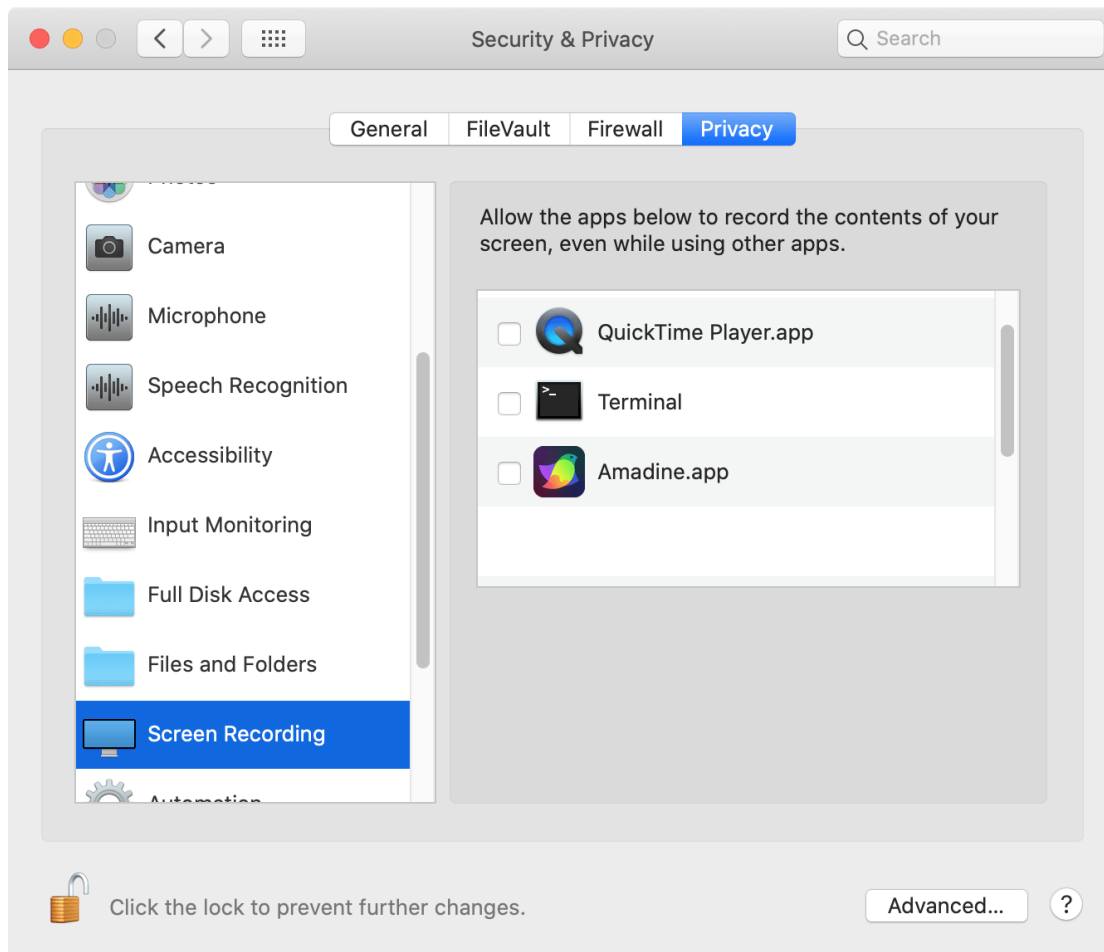 Security & Privacy
Search
General
FileVault
Firewall
Privacy
Camera
Microphone
Speech Recognition
Accessibility
Input Monitoring
Full Disk Access
Files and Folders
Screen Recording
Allow the apps below to record the contents of your
screen, even while using other apps.
QuickTime Player.app
>_
Terminal
Amadine.app
Click the lock to prevent further changes.
Advanced...
?